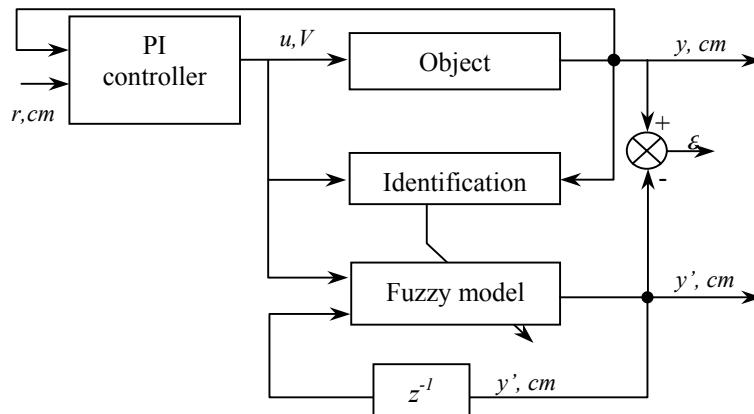 PI
controller
u,V
Object
y, cm
r,cm
+
ε
-
Identification
Fuzzy model
y’, cm
z⁻¹
y’, cm